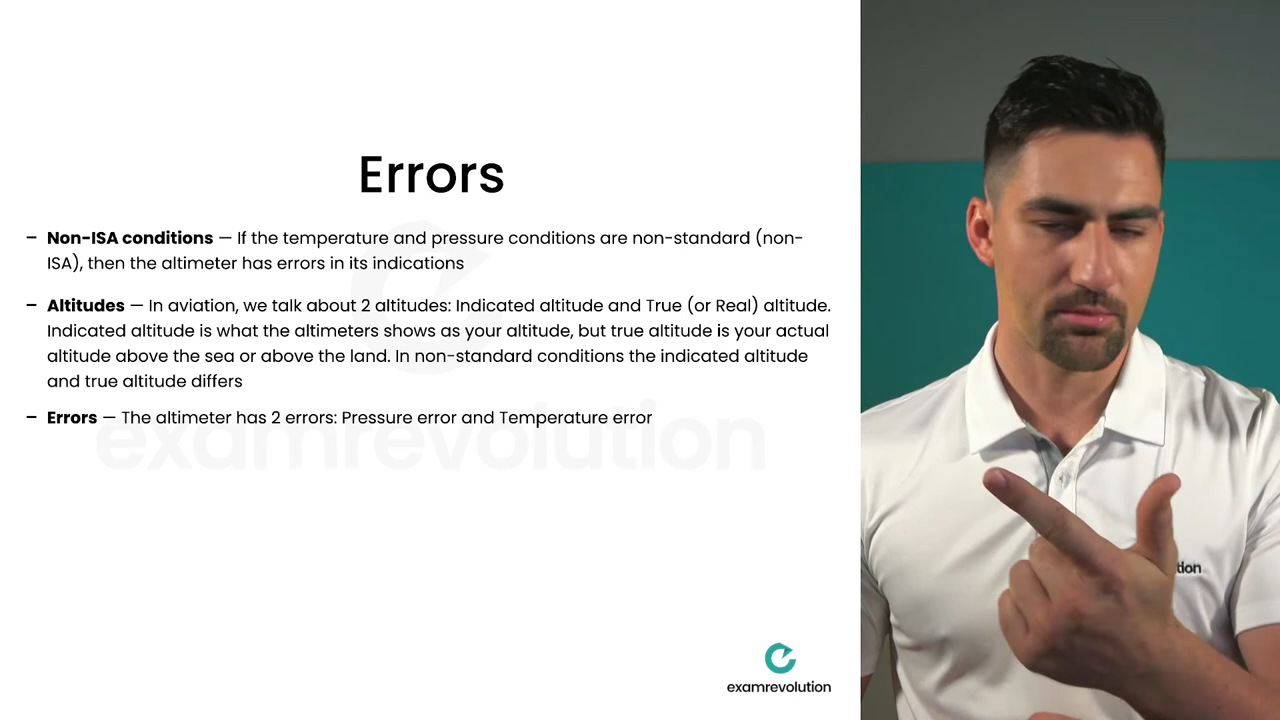 Errors
– Non-ISA conditions — If the temperature and pressure conditions are non-standard (non-
ISA), then the altimeter has errors in its indications
– Altitudes — In aviation, we talk about 2 altitudes: Indicated altitude and True (or Real) altitude.
Indicated altitude is what the altimeters shows as your altitude, but true altitude is your actual
altitude above the sea or above the land. In non-standard conditions the indicated altitude
and true altitude differs
– Errors — The altimeter has 2 errors: Pressure error and Temperature error
examrevolution
examrevolution
tion